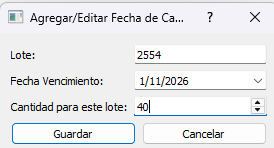 Agregar/Editar Fecha de Ca...
Lote: 2554
Fecha Vencimiento: 1/11/2026
Cantidad para este lote: 40
Guardar Cancelar